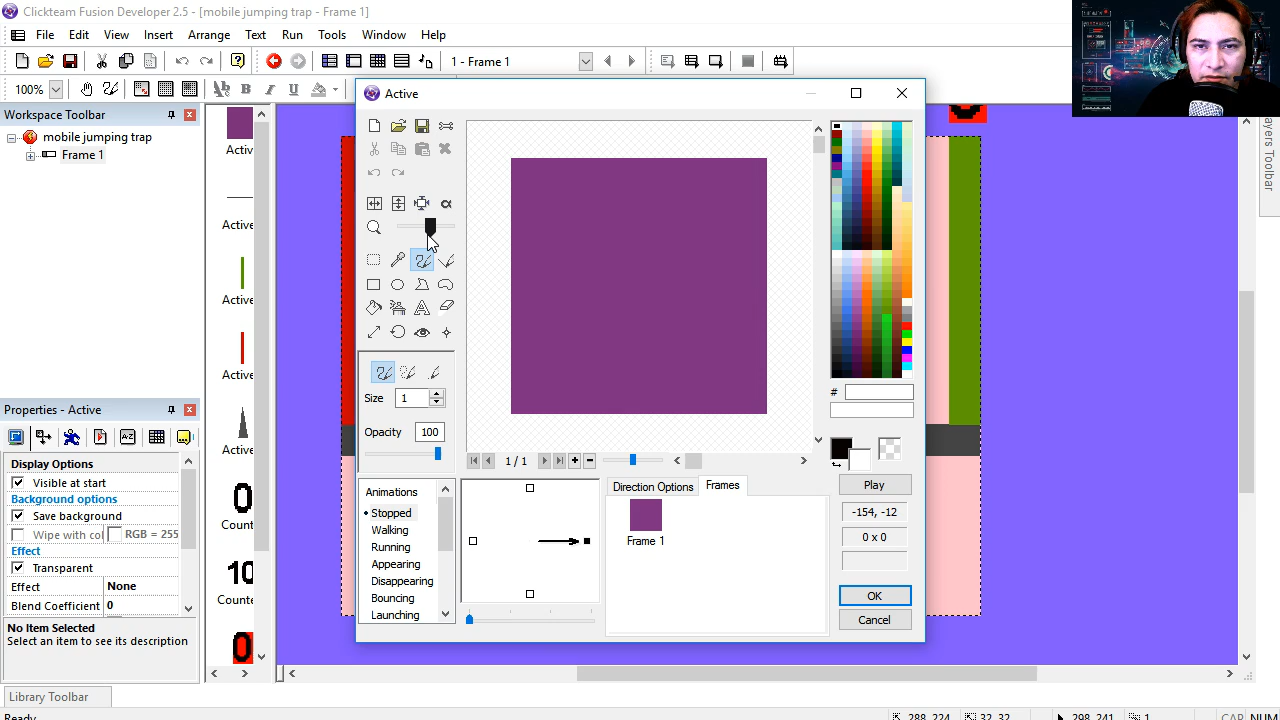 Clickteam Fusion Developer 2.5 - [mobile jumping trap - Frame 1]
File Edit View Insert Arrange Text Run Tools Window Help
1 - Frame 1
100%
B I U
Workspace Toolbar
mobile jumping trap
Frame 1
Properties - Active
Display Options
Visible at start
Background options
Save background
Wipe with col RGB = 255
Effect
Transparent
Effect None
Blend Coefficient 0
No Item Selected
Select an item to see its description
Library Toolbar
Ready
Activ
Active
Active
Active
Active
0
Count
10
Counte
0
Active
Size 1
Opacity 100
1 / 1
Animations
Stopped
Walking
Running
Appearing
Disappearing
Bouncing
Launching
Direction Options Frames
Frame 1
#
Play
-154, -12
0 x 0
OK
Cancel
Layers Toolbar
288, 224 32, 32 298, 241 1 CAP NUM